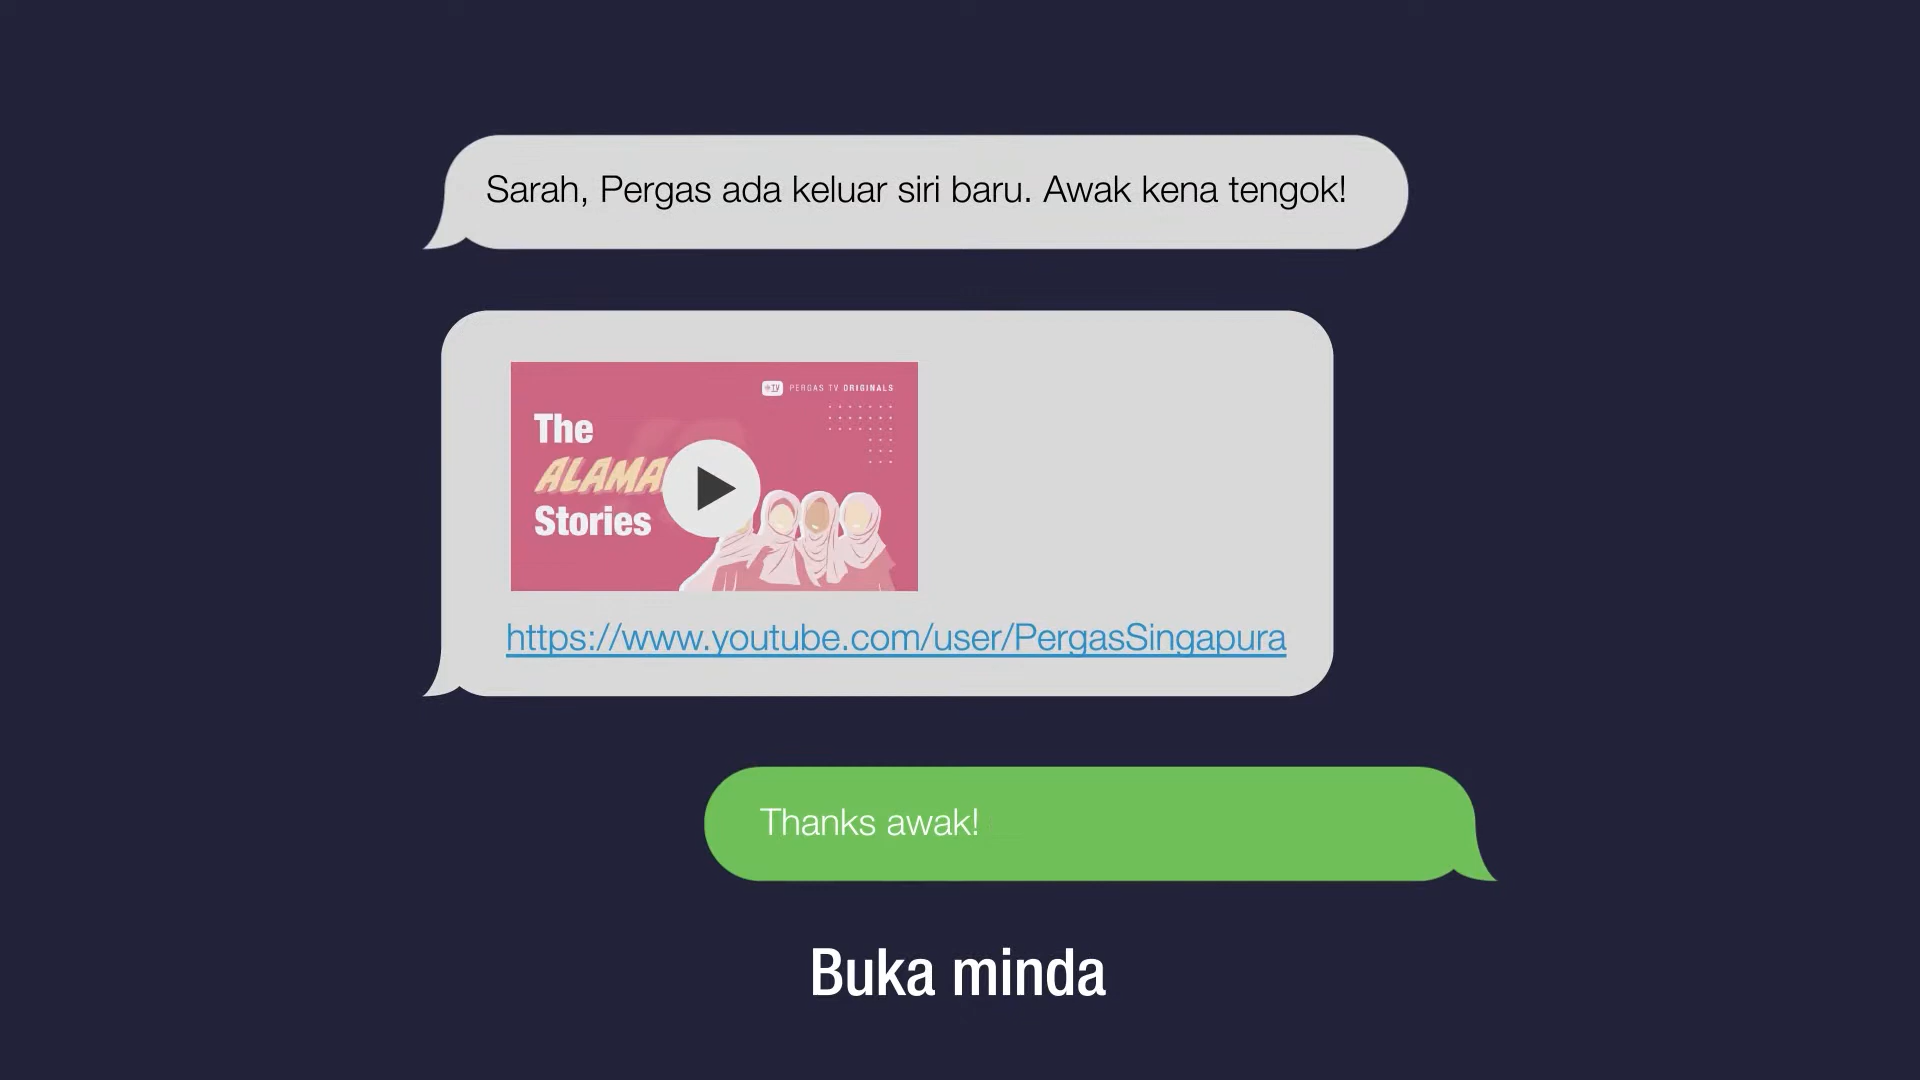 Sarah, Pergas ada keluar siri baru. Awak kena tengok!
TV PERGAS TV ORIGINALS
The
ALAMA
Stories
https://www.youtube.com/user/PergasSingapura
Thanks awak!
Buka minda